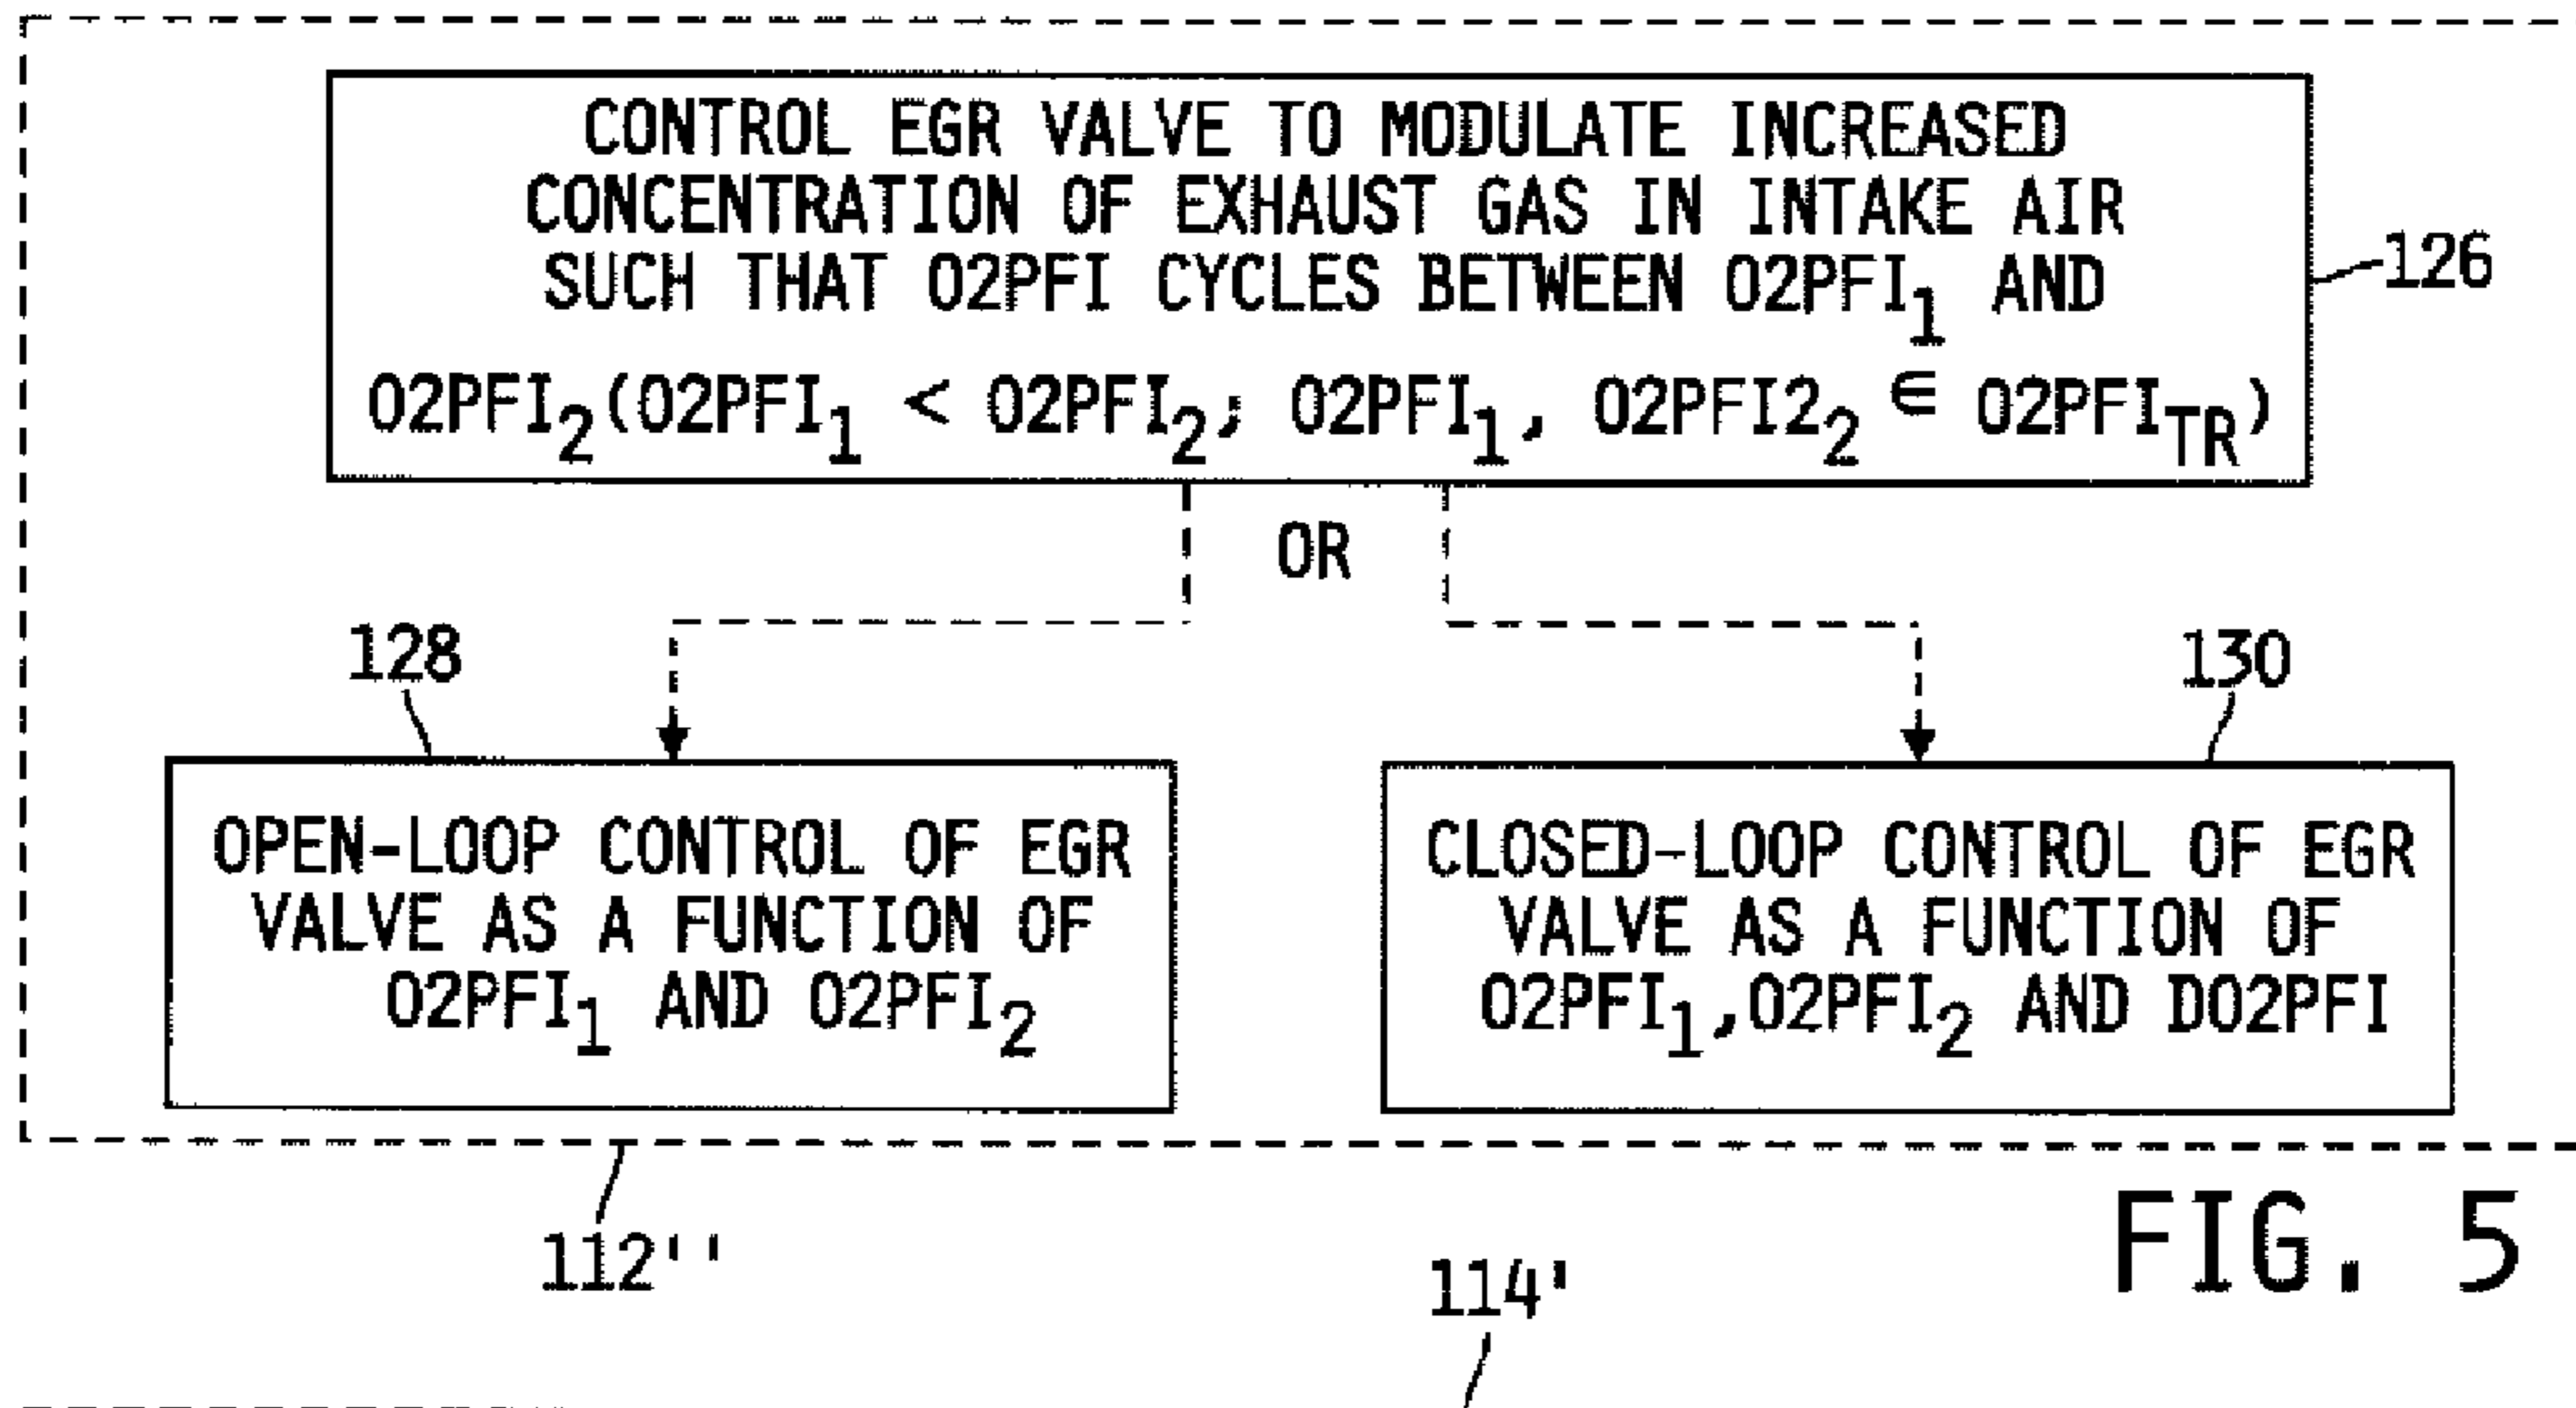 CONTROL EGR VALVE TO MODULATE INCREASED
CONCENTRATION OF EXHAUST GAS IN INTAKE AIR
SUCH THAT O2PFI CYCLES BETWEEN O2PFI₁ AND
O2PFI₂(O2PFI₁ < O2PFI₂; O2PFI₁, O2PFI2₂ ∈ O2PFI_TR)
126
OR
128
130
OPEN-LOOP CONTROL OF EGR
VALVE AS A FUNCTION OF
O2PFI₁ AND O2PFI₂
CLOSED-LOOP CONTROL OF EGR
VALVE AS A FUNCTION OF
O2PFI₁,O2PFI₂ AND DO2PFI
112''
FIG. 5
114'